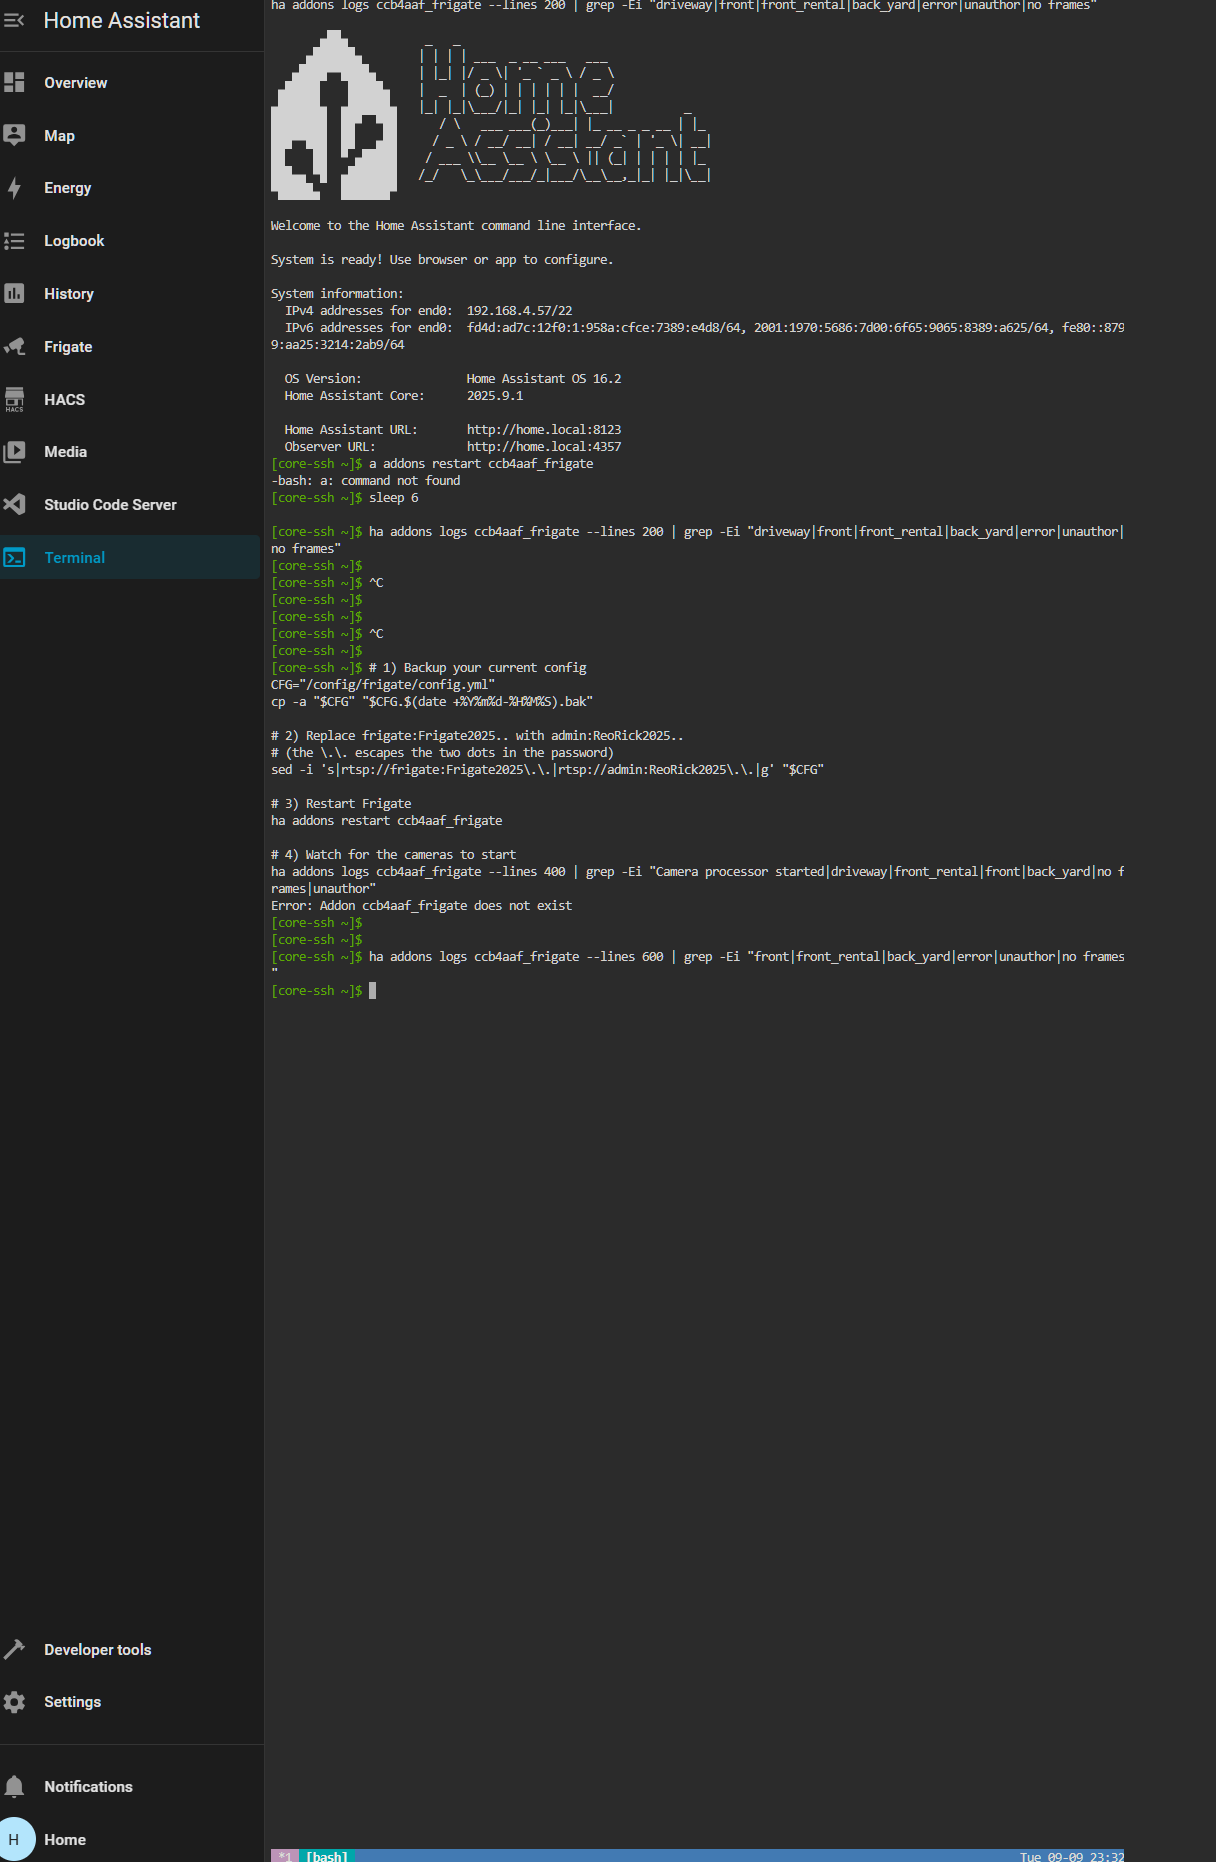 Home Assistant
Overview
Map
Energy
Logbook
History
Frigate
HACS
HACS
Media
Studio Code Server
Terminal
Developer tools
Settings
Notifications
H
Home
ha addons logs ccb4aaf_frigate --lines 200 | grep -Ei "driveway|front|front_rental|back_yard|error|unauthor|no frames"
Home
Assistant
Welcome to the Home Assistant command line interface.
System is ready! Use browser or app to configure.
System information:
IPv4 addresses for end0:  192.168.4.57/22
IPv6 addresses for end0:  fd4d:ad7c:12f0:1:958a:cfce:7389:e4d8/64, 2001:1970:5686:7d00:6f65:9065:8389:a625/64, fe80::879
9:aa25:3214:2ab9/64
OS Version:               Home Assistant OS 16.2
Home Assistant Core:      2025.9.1
Home Assistant URL:       http://home.local:8123
Observer URL:             http://home.local:4357
[core-ssh ~]$ a addons restart ccb4aaf_frigate
-bash: a: command not found
[core-ssh ~]$ sleep 6
[core-ssh ~]$ ha addons logs ccb4aaf_frigate --lines 200 | grep -Ei "driveway|front|front_rental|back_yard|error|unauthor|
no frames"
[core-ssh ~]$
[core-ssh ~]$ ^C
[core-ssh ~]$
[core-ssh ~]$
[core-ssh ~]$ ^C
[core-ssh ~]$
[core-ssh ~]$ # 1) Backup your current config
CFG="/config/frigate/config.yml"
cp -a "$CFG" "$CFG.$(date +%Y%m%d-%H%M%S).bak"
# 2) Replace frigate:Frigate2025.. with admin:ReoRick2025..
# (the \.\. escapes the two dots in the password)
sed -i 's|rtsp://frigate:Frigate2025\.\.|rtsp://admin:ReoRick2025\.\.|g' "$CFG"
# 3) Restart Frigate
ha addons restart ccb4aaf_frigate
# 4) Watch for the cameras to start
ha addons logs ccb4aaf_frigate --lines 400 | grep -Ei "Camera processor started|driveway|front_rental|front|back_yard|no f
rames|unauthor"
Error: Addon ccb4aaf_frigate does not exist
[core-ssh ~]$
[core-ssh ~]$
[core-ssh ~]$ ha addons logs ccb4aaf_frigate --lines 600 | grep -Ei "front|front_rental|back_yard|error|unauthor|no frames
"
[core-ssh ~]$
*1 [bash]
Tue 09-09 23:32